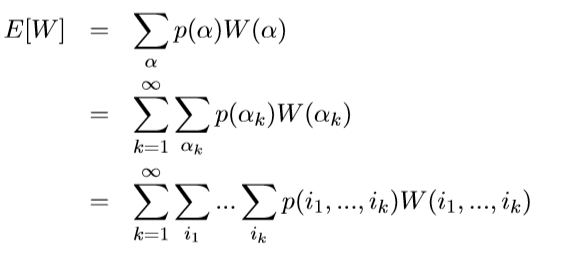 E[W] = ∑_α p(α)W(α)
= ∑_{k=1}^{∞} ∑_{α_k} p(α_k)W(α_k)
= ∑_{k=1}^{∞} ∑_{i_1} ... ∑_{i_k} p(i_1, ..., i_k)W(i_1, ..., i_k)